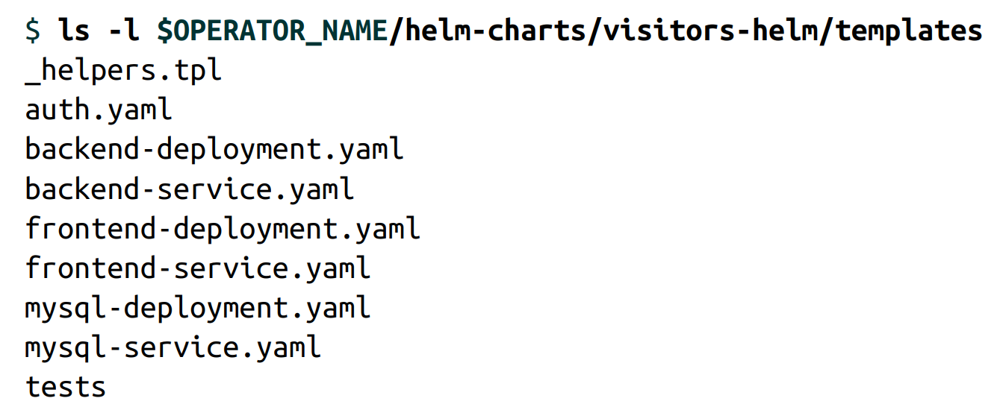 $ ls -l $OPERATOR_NAME/helm-charts/visitors-helm/templates
_helpers.tpl
auth.yaml
backend-deployment.yaml
backend-service.yaml
frontend-deployment.yaml
frontend-service.yaml
mysql-deployment.yaml
mysql-service.yaml
tests